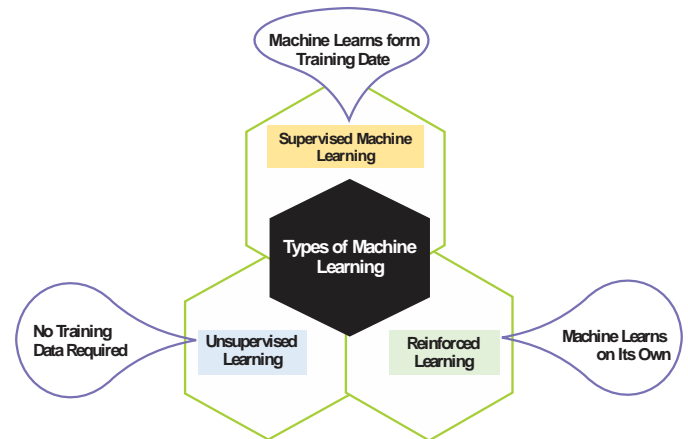 Machine Learns form
Training Date
Supervised Machine
Learning
Types of Machine
Learning
No Training
Data Required
Unsupervised
Learning
Reinforced
Learning
Machine Learns
on Its Own